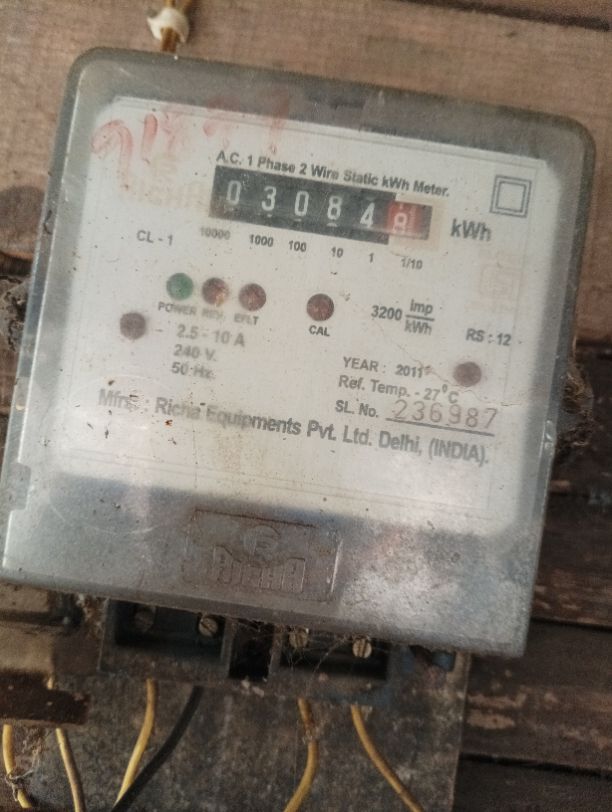 A.C. 1 Phase 2 Wire Static kWh Meter.
0 3 0 8 4 8 kWh
CL - 1 10000 1000 100 10 1 1/10
POWER REV. EFLT CAL 3200 imp/kWh RS : 12
2.5 - 10 A
240 V.
50 Hz.
YEAR : 2011
Ref. Temp. - 27°C
SL. No. 236987
Mfrs. : Richa Equipments Pvt. Ltd. Delhi, (INDIA).